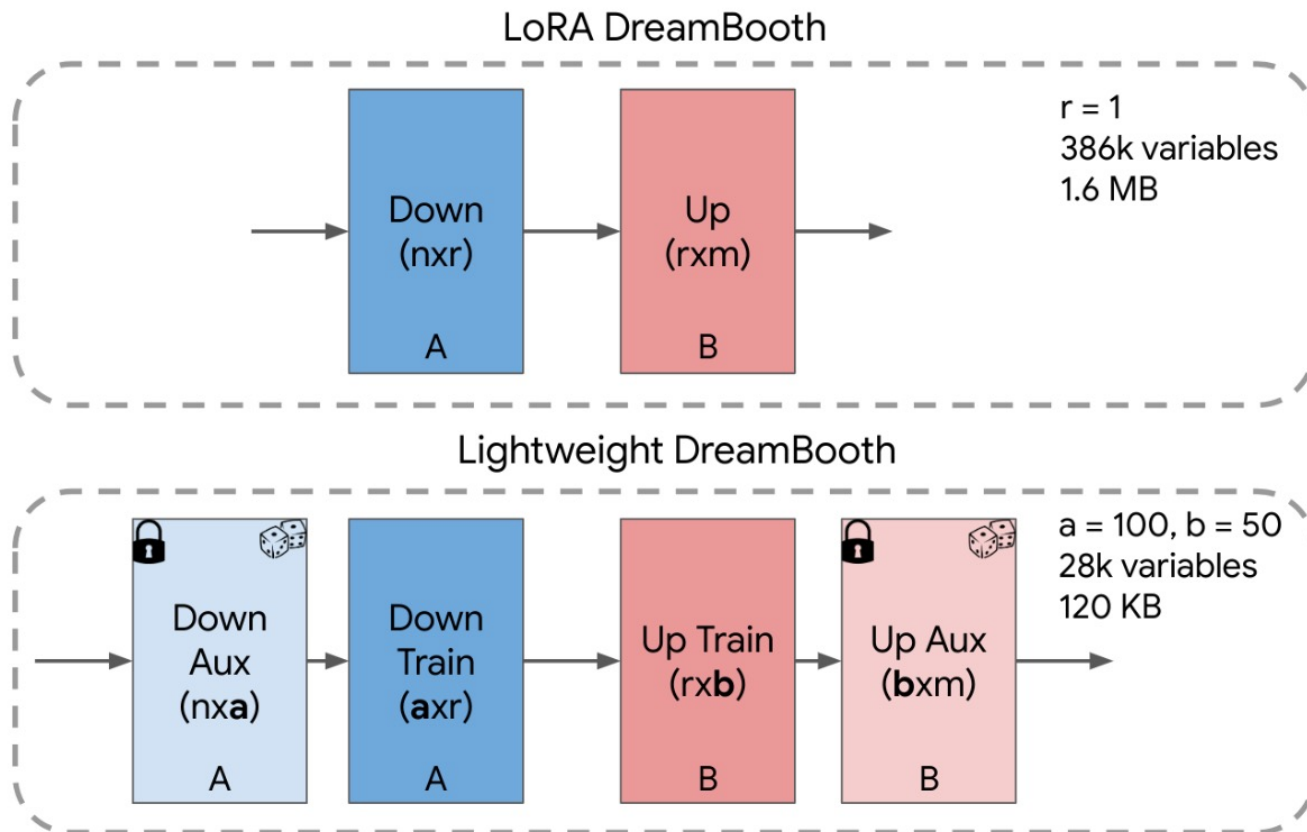 LoRA DreamBooth
Down
(nxr)
A
Up
(rxm)
B
r = 1
386k variables
1.6 MB
Lightweight DreamBooth
Down
Aux
(nxa)
A
Down
Train
(axr)
A
Up Train
(rxb)
B
Up Aux
(bxm)
B
a = 100, b = 50
28k variables
120 KB